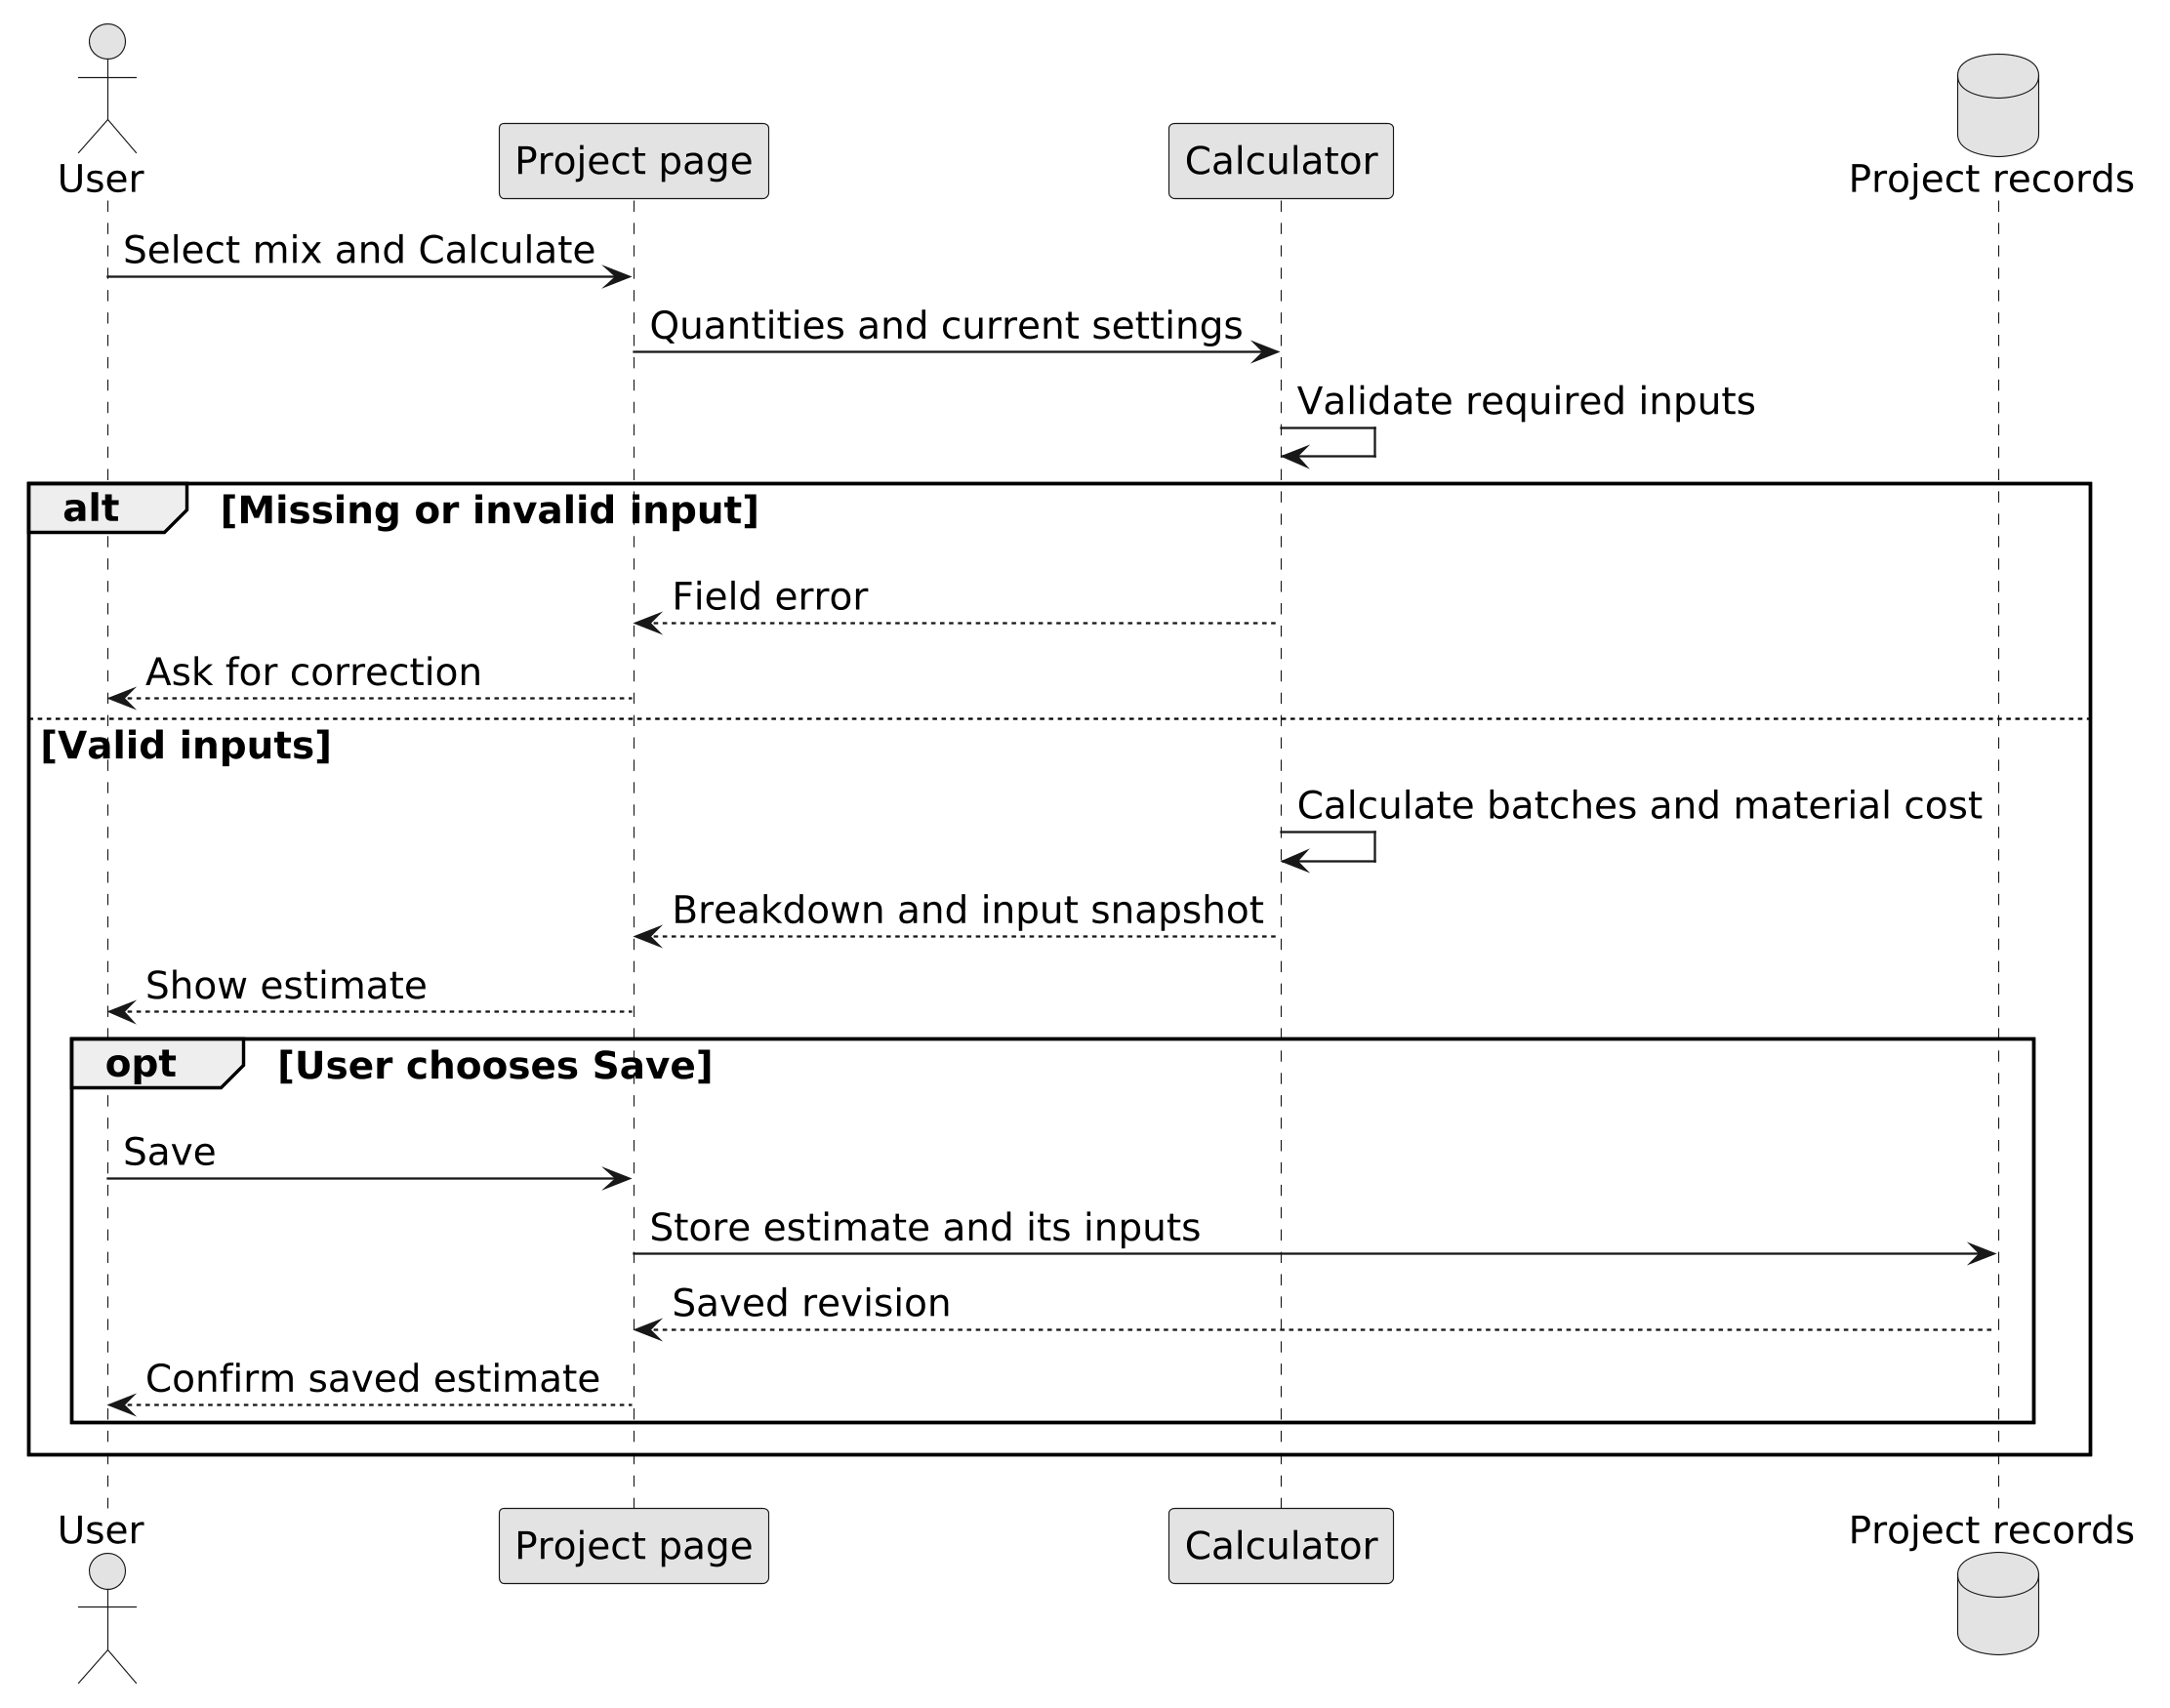 User
Project page
Calculator
Project records
Select mix and Calculate
Quantities and current settings
Validate required inputs
alt
[Missing or invalid input]
Field error
Ask for correction
[Valid inputs]
Calculate batches and material cost
Breakdown and input snapshot
Show estimate
opt
[User chooses Save]
Save
Store estimate and its inputs
Saved revision
Confirm saved estimate
User
Project page
Calculator
Project records